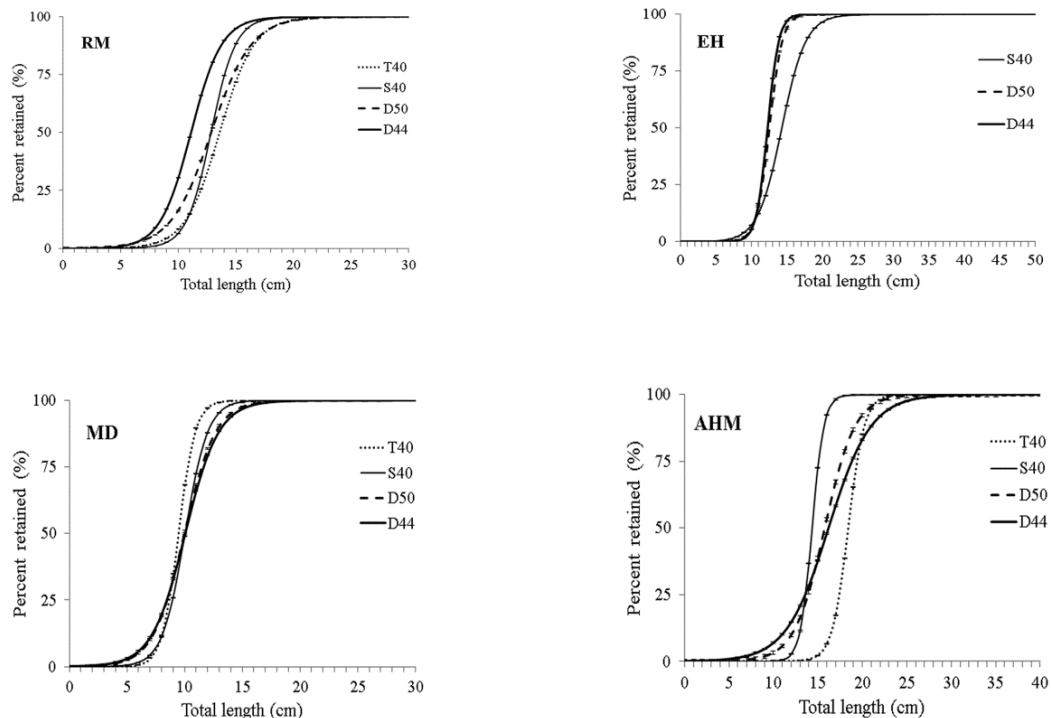 RM
Percent retained (%)
100
75
50
25
0
0 5 10 15 20 25 30
Total length (cm)
T40
S40
D50
D44
EH
Percent retained (%)
100
75
50
25
0
0 5 10 15 20 25 30 35 40 45 50
Total length (cm)
S40
D50
D44
MD
Percent retained (%)
100
75
50
25
0
0 5 10 15 20 25 30
Total length (cm)
T40
S40
D50
D44
AHM
Percent retained (%)
100
75
50
25
0
0 5 10 15 20 25 30 35 40
Total length (cm)
T40
S40
D50
D44